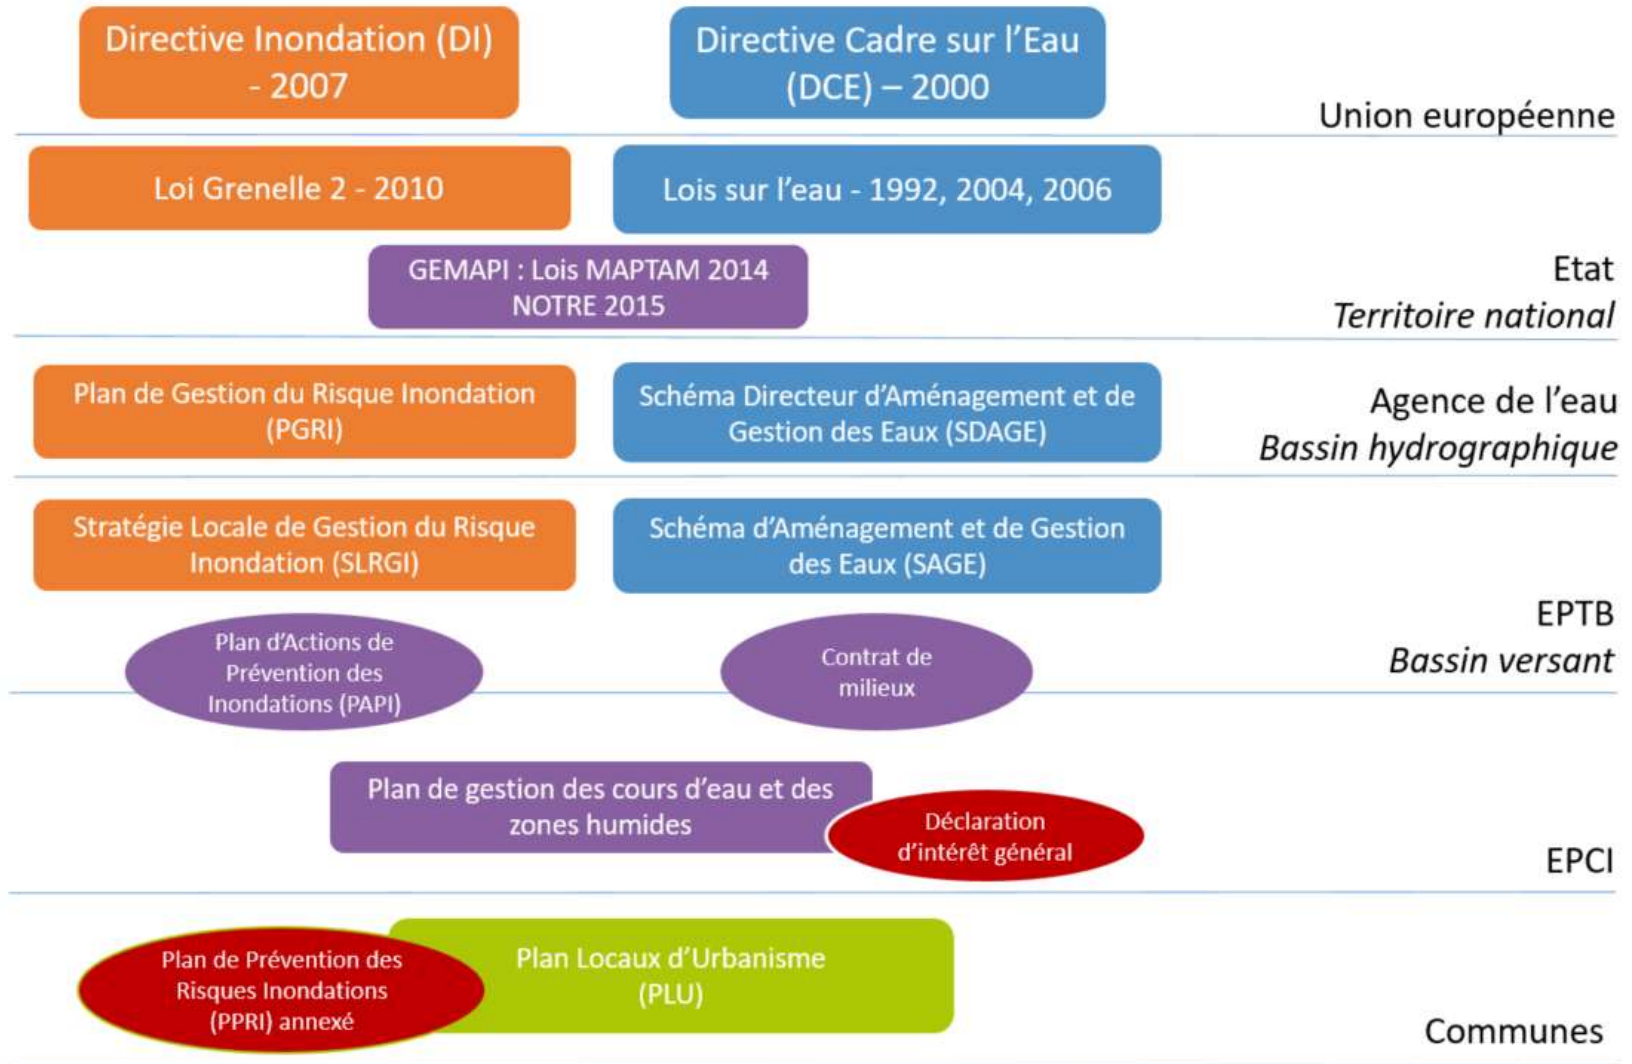 Directive Inondation (DI)
- 2007
Directive Cadre sur l'Eau
(DCE) – 2000
Union européenne
Loi Grenelle 2 - 2010
Lois sur l'eau - 1992, 2004, 2006
GEMAPI : Lois MAPTAM 2014
NOTRE 2015
Etat
Territoire national
Plan de Gestion du Risque Inondation
(PGRI)
Schéma Directeur d'Aménagement et de
Gestion des Eaux (SDAGE)
Agence de l'eau
Bassin hydrographique
Stratégie Locale de Gestion du Risque
Inondation (SLRGI)
Schéma d'Aménagement et de Gestion
des Eaux (SAGE)
Plan d'Actions de
Prévention des
Inondations (PAPI)
Contrat de
milieux
EPTB
Bassin versant
Plan de gestion des cours d'eau et des
zones humides
Déclaration
d'intérêt général
EPCI
Plan de Prévention des
Risques Inondations
(PPRI) annexé
Plan Locaux d'Urbanisme
(PLU)
Communes